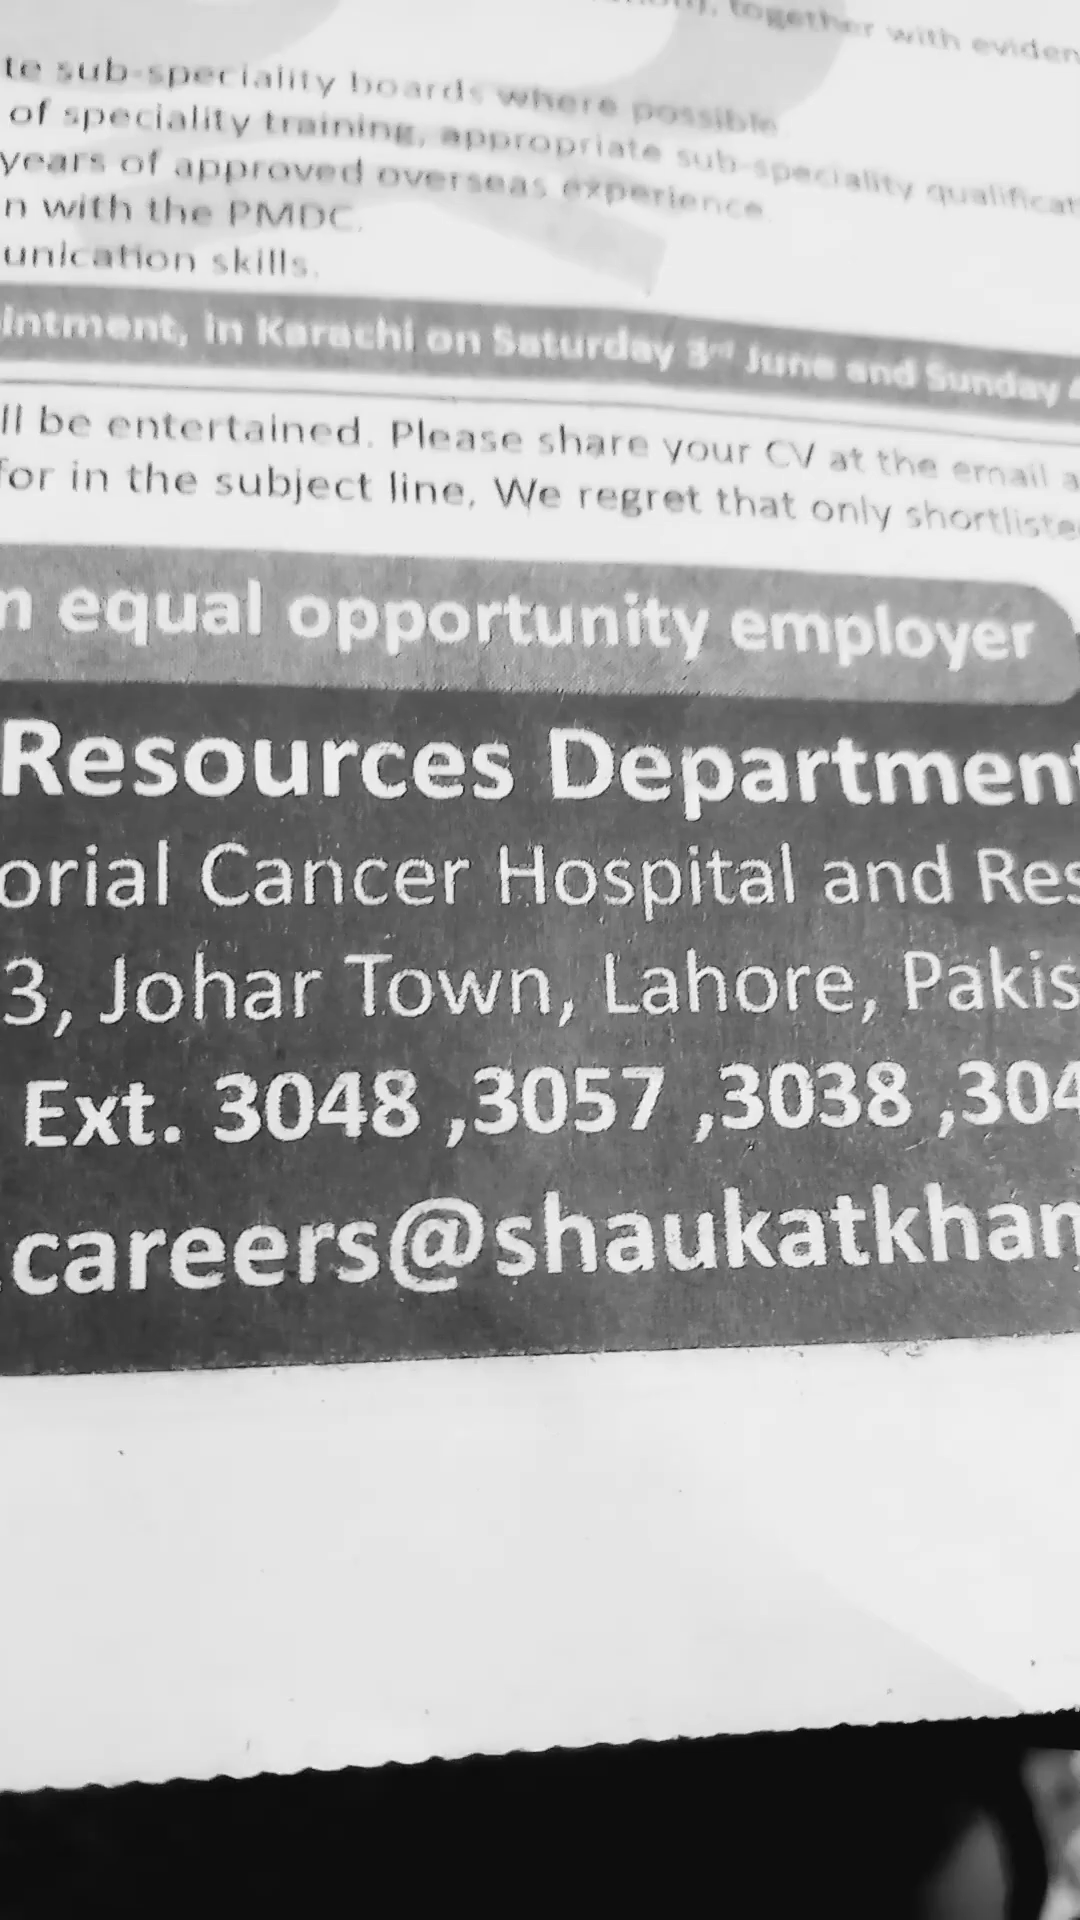 together with eviden
te sub-speciality boards where possible
of speciality training, appropriate sub-speciality qualificat
years of approved overseas experience.
n with the PMDC.
unication skills.
intment, in Karachi on Saturday 3rd June and Sunday 4
ll be entertained. Please share your CV at the email a
for in the subject line. We regret that only shortliste
n equal opportunity employer
Resources Department
orial Cancer Hospital and Res
3, Johar Town, Lahore, Pakis
Ext. 3048 ,3057 ,3038 ,304
careers@shaukatkhan